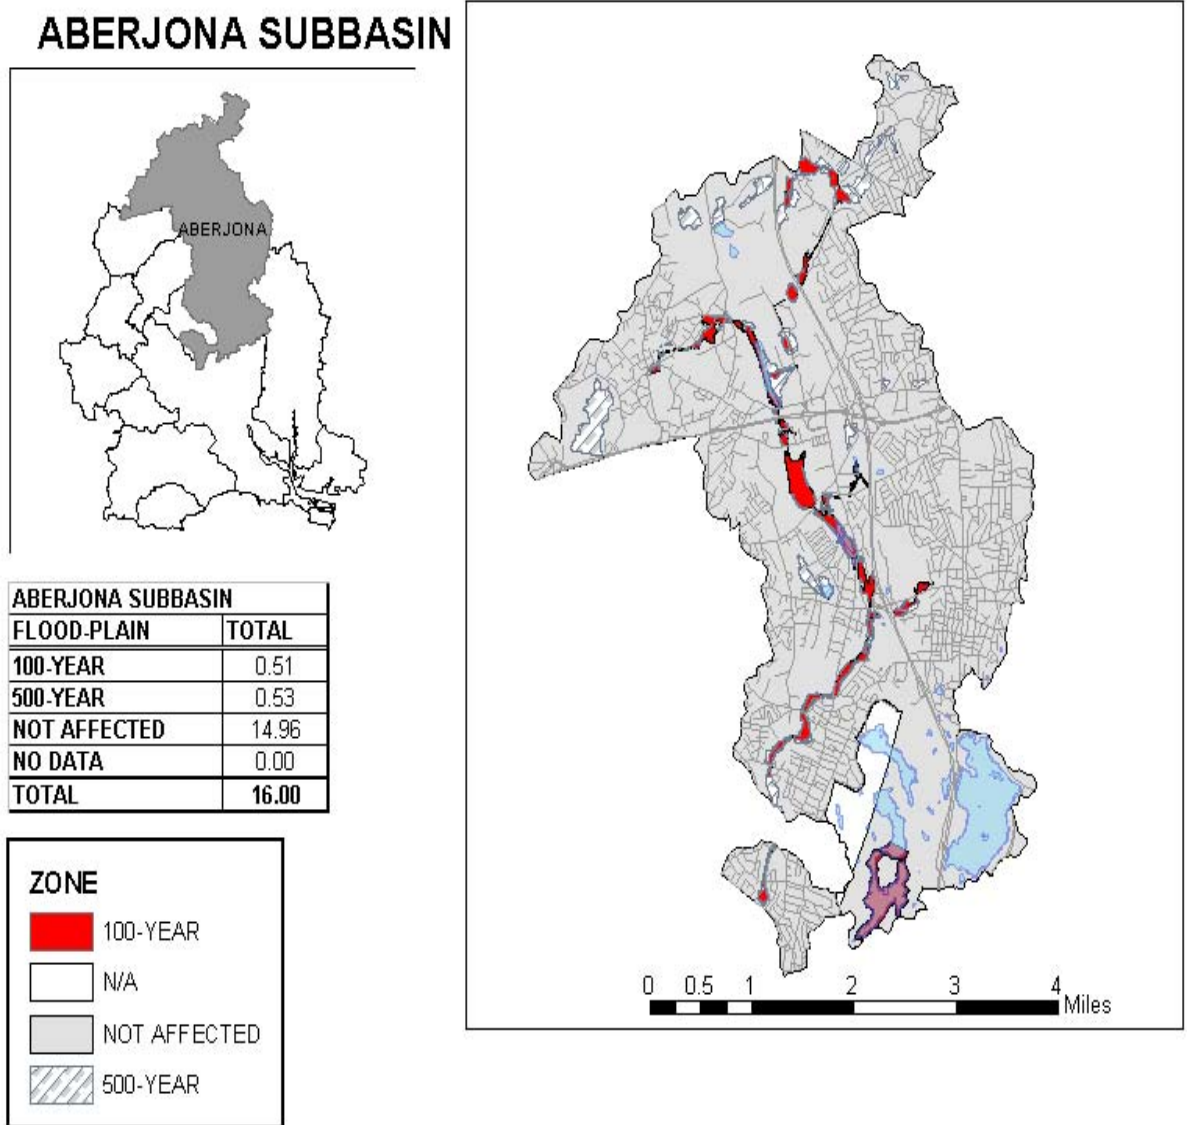 ABERJONA SUBBASIN
ABERJONA
ABERJONA SUBBASIN
FLOOD-PLAIN TOTAL
100-YEAR 0.51
500-YEAR 0.53
NOT AFFECTED 14.96
NO DATA 0.00
TOTAL 16.00
ZONE
100-YEAR
N/A
NOT AFFECTED
500-YEAR
0 0.5 1 2 3 4
Miles